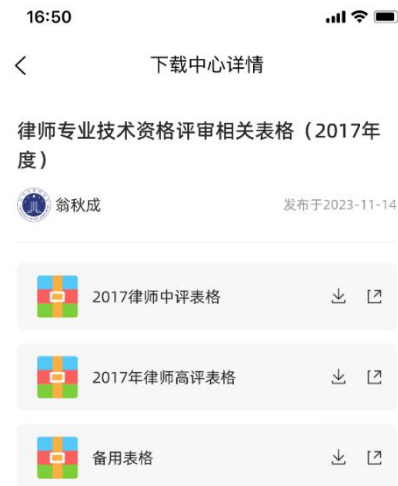 16:50
下载中心详情
律师专业技术资格评审相关表格（2017年
度）
翁秋成
发布于2023-11-14
2017律师中评表格
2017年律师高评表格
备用表格